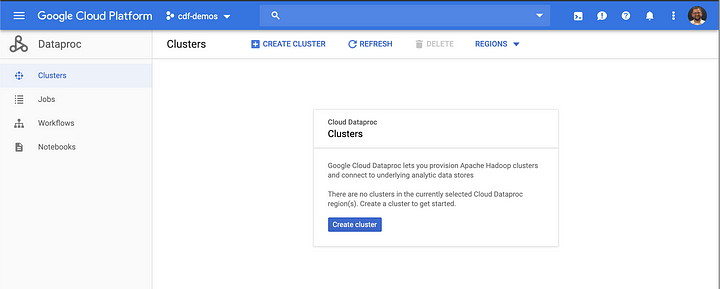 Google Cloud Platform cdf-demos
Dataproc
Clusters CREATE CLUSTER REFRESH DELETE REGIONS
Clusters
Jobs
Workflows
Notebooks
Cloud Dataproc
Clusters
Google Cloud Dataproc lets you provision Apache Hadoop clusters
and connect to underlying analytic data stores
There are no clusters in the currently selected Cloud Dataproc
region(s). Create a cluster to get started.
Create cluster